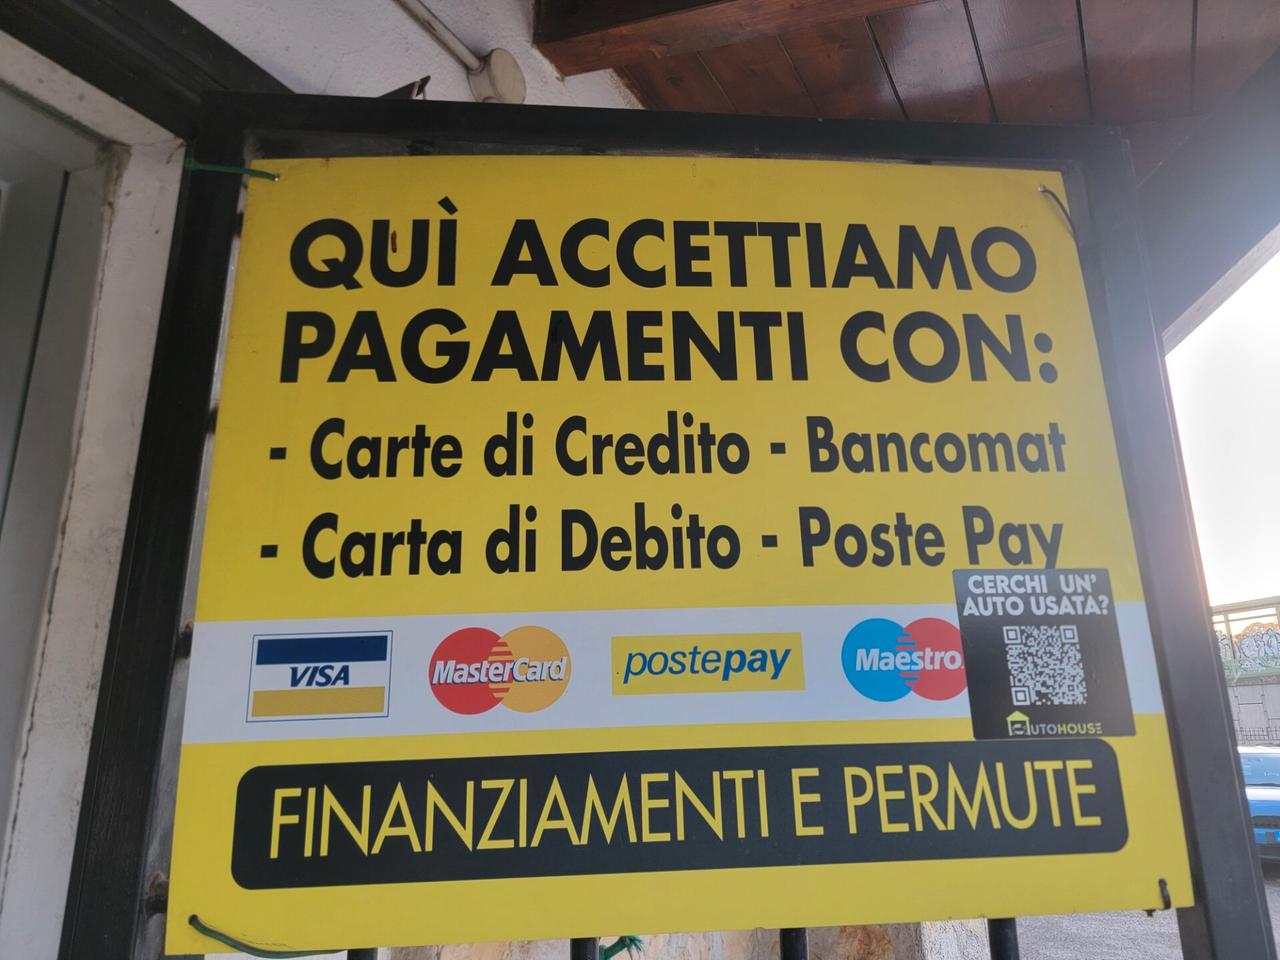 QUÌ ACCETTIAMO
PAGAMENTI CON:
- Carte di Credito - Bancomat
- Carta di Debito - Poste Pay
VISA
MasterCard
postepay
Maestro
CERCHI UN'
AUTO USATA?
AUTOHOUSE
FINANZIAMENTI E PERMUTE